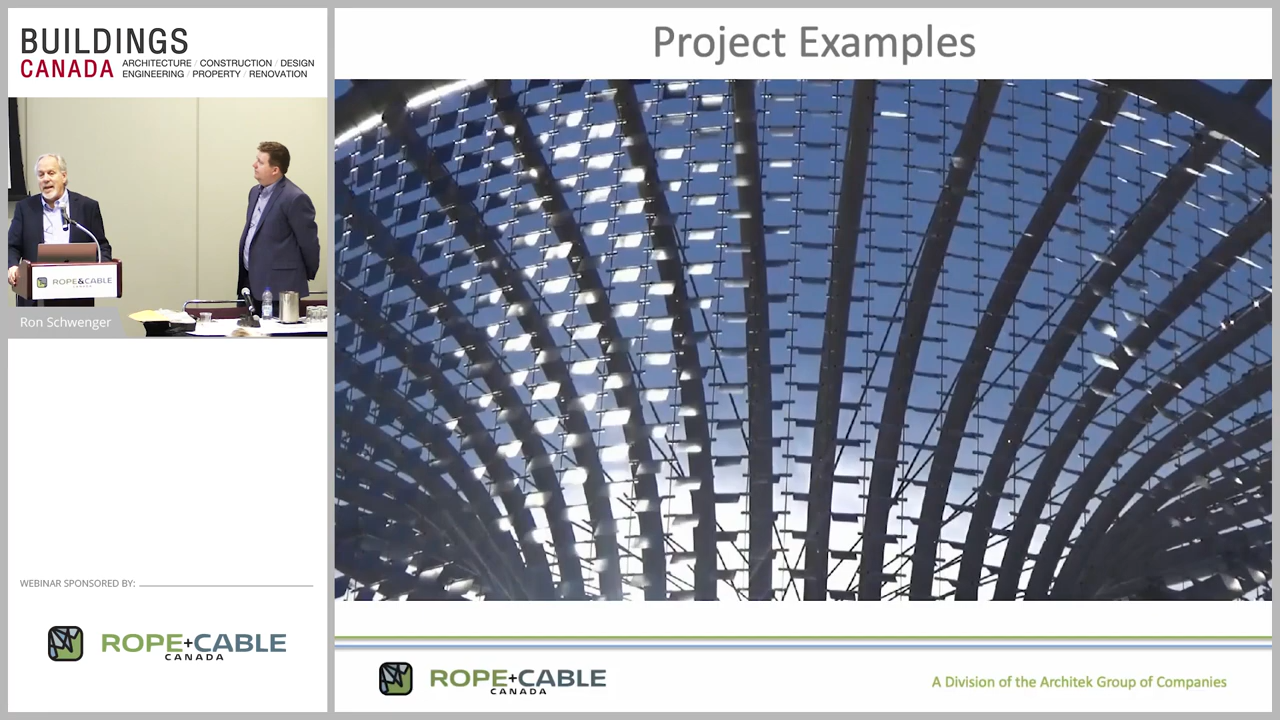 BUILDINGS
CANADA
ARCHITECTURE / CONSTRUCTION / DESIGN
ENGINEERING / PROPERTY / RENOVATION
ROPE&CABLE
CANADA
Ron Schwenger
WEBINAR SPONSORED BY:
ROPE+CABLE
CANADA
Project Examples
ROPE+CABLE
CANADA
A Division of the Architek Group of Companies